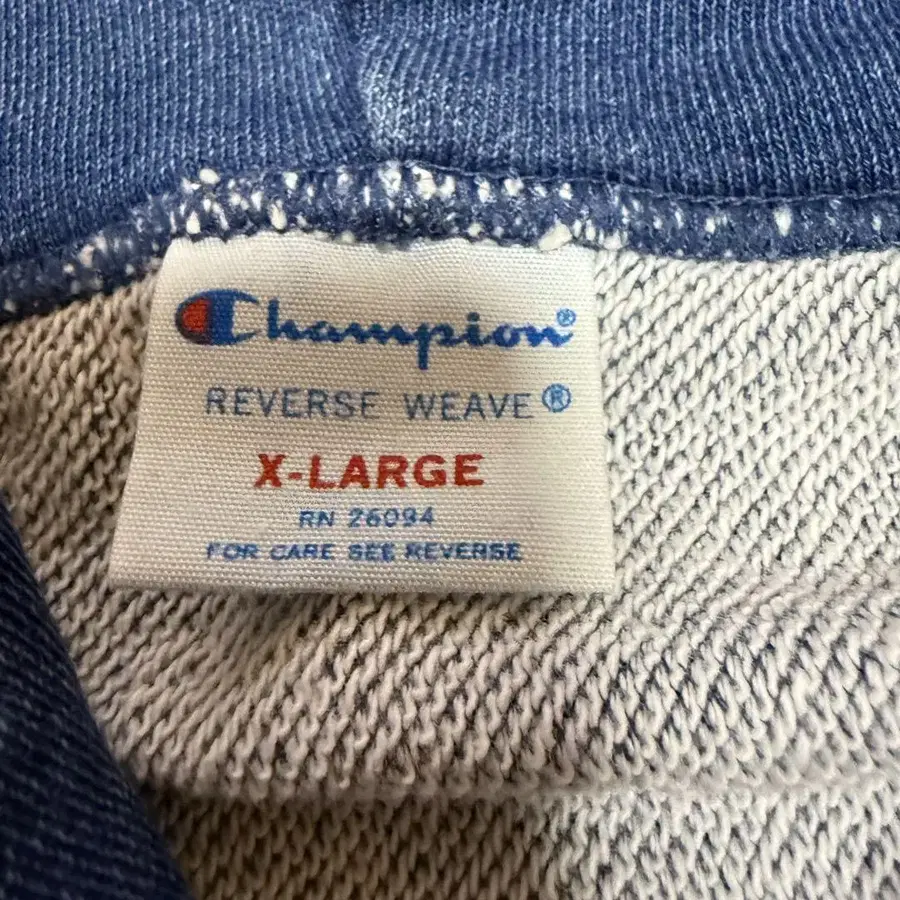 Champion®
REVERSE WEAVE®
X-LARGE
RN 26094
FOR CARE SEE REVERSE